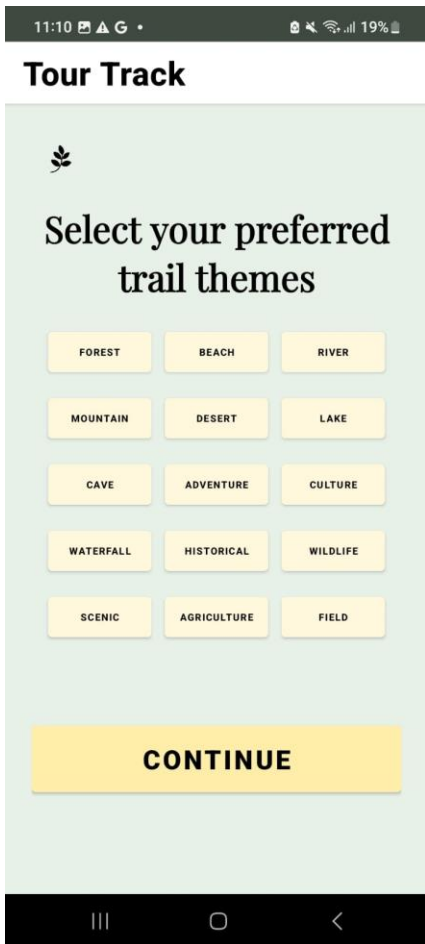 11:10 G • 19%
Tour Track
Select your preferred
trail themes
FOREST BEACH RIVER
MOUNTAIN DESERT LAKE
CAVE ADVENTURE CULTURE
WATERFALL HISTORICAL WILDLIFE
SCENIC AGRICULTURE FIELD
CONTINUE